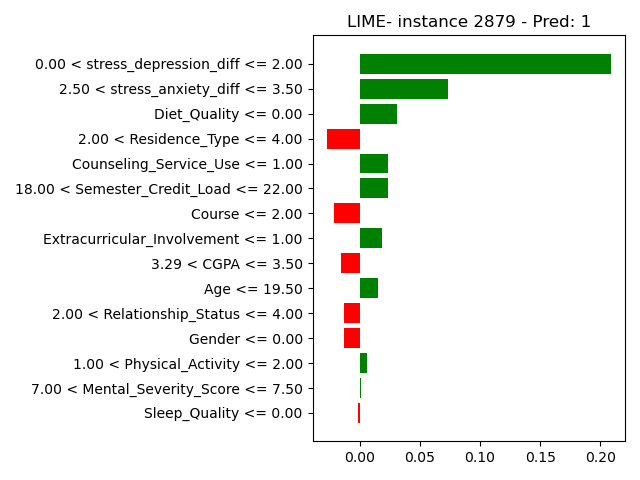 LIME- instance 2879 - Pred: 1
0.00 < stress_depression_diff <= 2.00
2.50 < stress_anxiety_diff <= 3.50
Diet_Quality <= 0.00
2.00 < Residence_Type <= 4.00
Counseling_Service_Use <= 1.00
18.00 < Semester_Credit_Load <= 22.00
Course <= 2.00
Extracurricular_Involvement <= 1.00
3.29 < CGPA <= 3.50
Age <= 19.50
2.00 < Relationship_Status <= 4.00
Gender <= 0.00
1.00 < Physical_Activity <= 2.00
7.00 < Mental_Severity_Score <= 7.50
Sleep_Quality <= 0.00
0.00 0.05 0.10 0.15 0.20